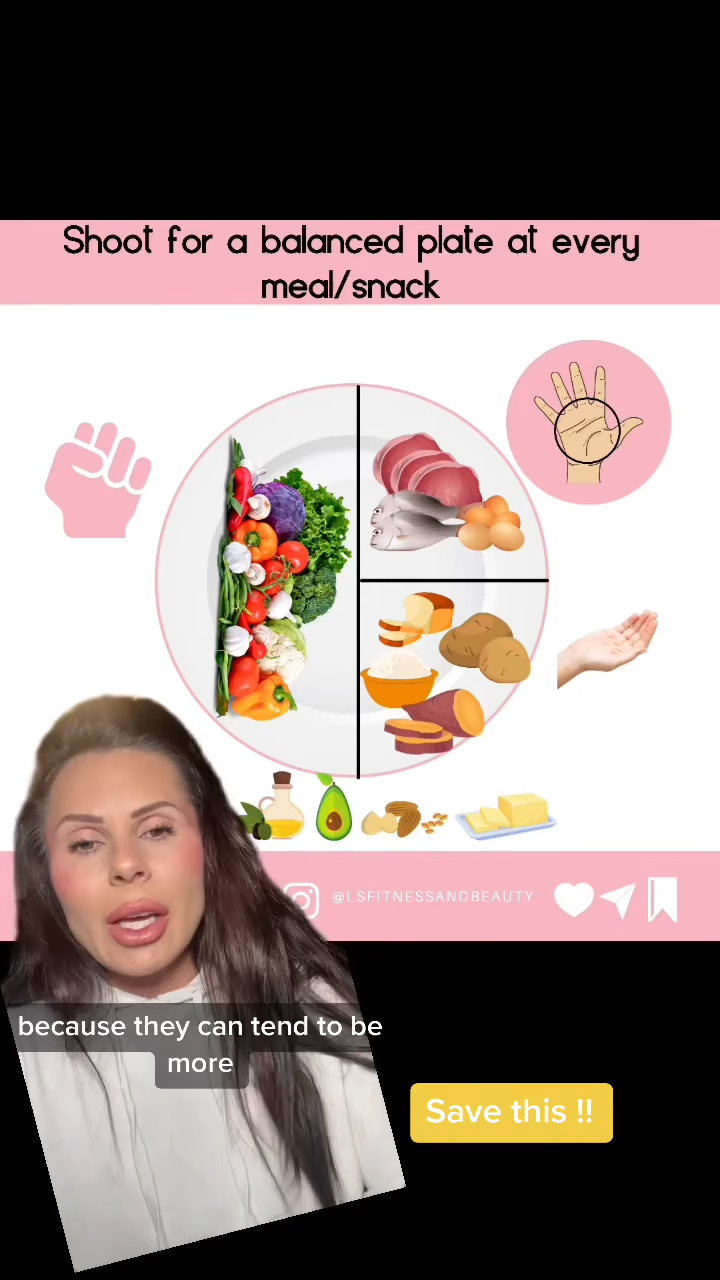 Shoot for a balanced plate at every
meal/snack
@LSFITNESSANDBEAUTY
because they can tend to be
more
Save this !!